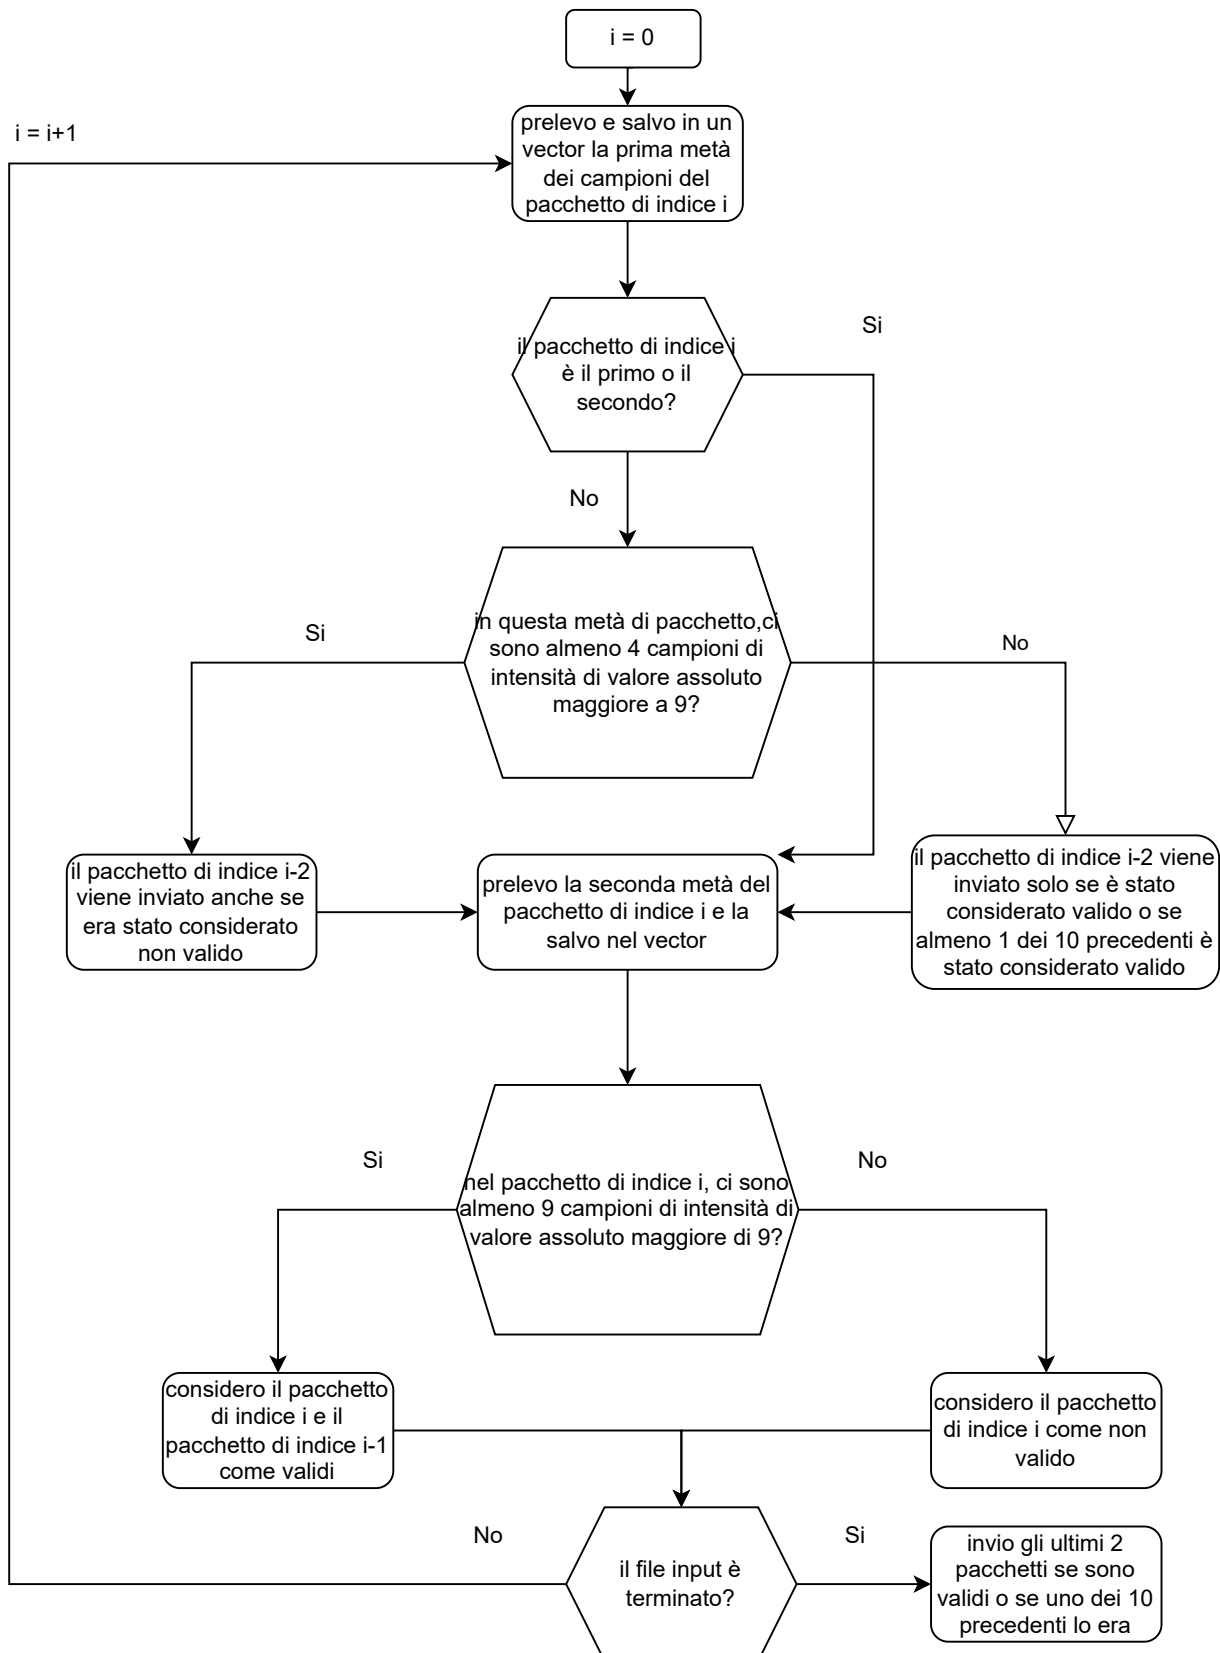 i = 0
i = i+1
prelevo e salvo in un
vector la prima metà
dei campioni del
pacchetto di indice i
Si
il pacchetto di indice i
è il primo o il
secondo?
No
Si
in questa metà di pacchetto,ci
sono almeno 4 campioni di
intensità di valore assoluto
maggiore a 9?
No
il pacchetto di indice i-2
viene inviato anche se
era stato considerato
non valido
prelevo la seconda metà del
pacchetto di indice i e la
salvo nel vector
il pacchetto di indice i-2 viene
inviato solo se è stato
considerato valido o se
almeno 1 dei 10 precedenti è
stato considerato valido
Si
No
nel pacchetto di indice i, ci sono
almeno 9 campioni di intensità di
valore assoluto maggiore di 9?
considero il pacchetto
di indice i e il
pacchetto di indice i-1
come validi
considero il pacchetto
di indice i come non
valido
No
Si
il file input è
terminato?
invio gli ultimi 2
pacchetti se sono
validi o se uno dei 10
precedenti lo era